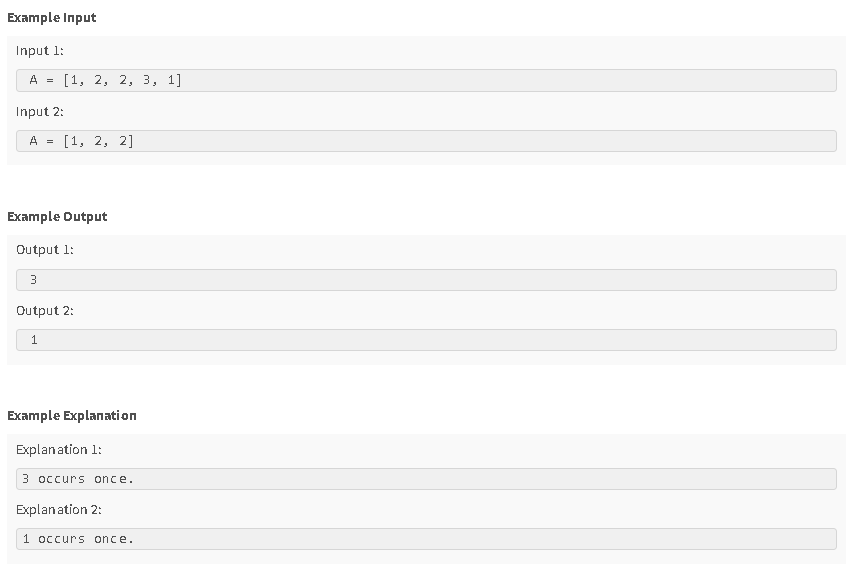 Example Input
Input 1:
A = [1, 2, 2, 3, 1]
Input 2:
A = [1, 2, 2]
Example Output
Output 1:
3
Output 2:
1
Example Explanation
Explanation 1:
3 occurs once.
Explanation 2:
1 occurs once.